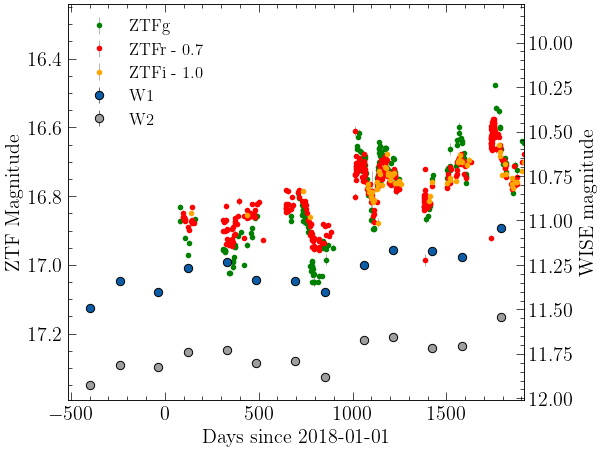 ZTFg
ZTFr - 0.7
ZTFi - 1.0
W1
W2
16.4
16.6
16.8
17.0
17.2
ZTF Magnitude
10.00
10.25
10.50
10.75
11.00
11.25
11.50
11.75
12.00
WISE magnitude
−500
0
500
1000
1500
Days since 2018-01-01